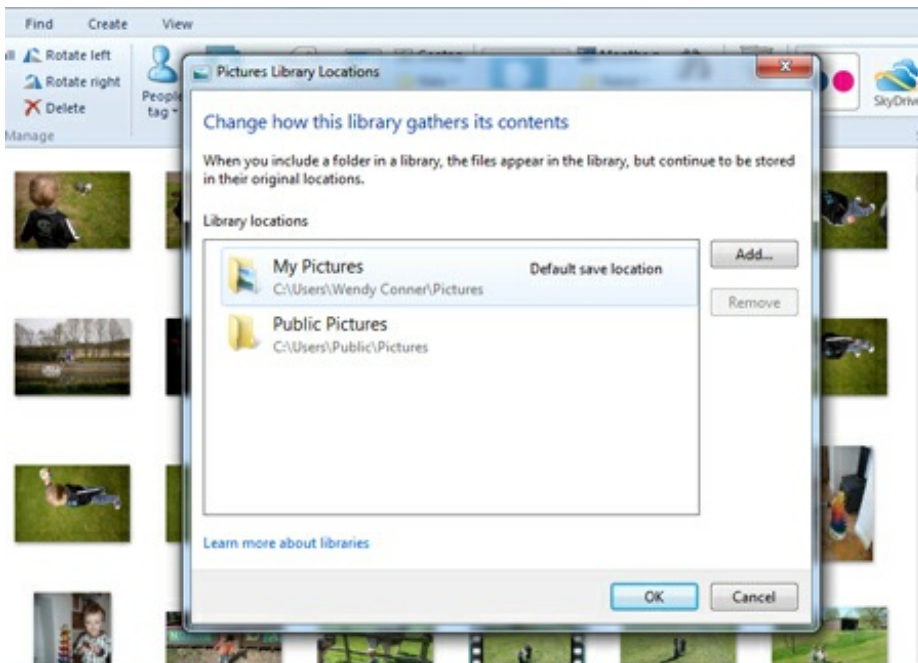 Find Create View
Rotate left
Rotate right
Delete
Manage
People
tag
SkyDrive
Pictures Library Locations
Change how this library gathers its contents
When you include a folder in a library, the files appear in the library, but continue to be stored
in their original locations.
Library locations
My Pictures Default save location
C:\Users\Wendy Conner\Pictures
Public Pictures
C:\Users\Public\Pictures
Add...
Remove
Learn more about libraries
OK Cancel